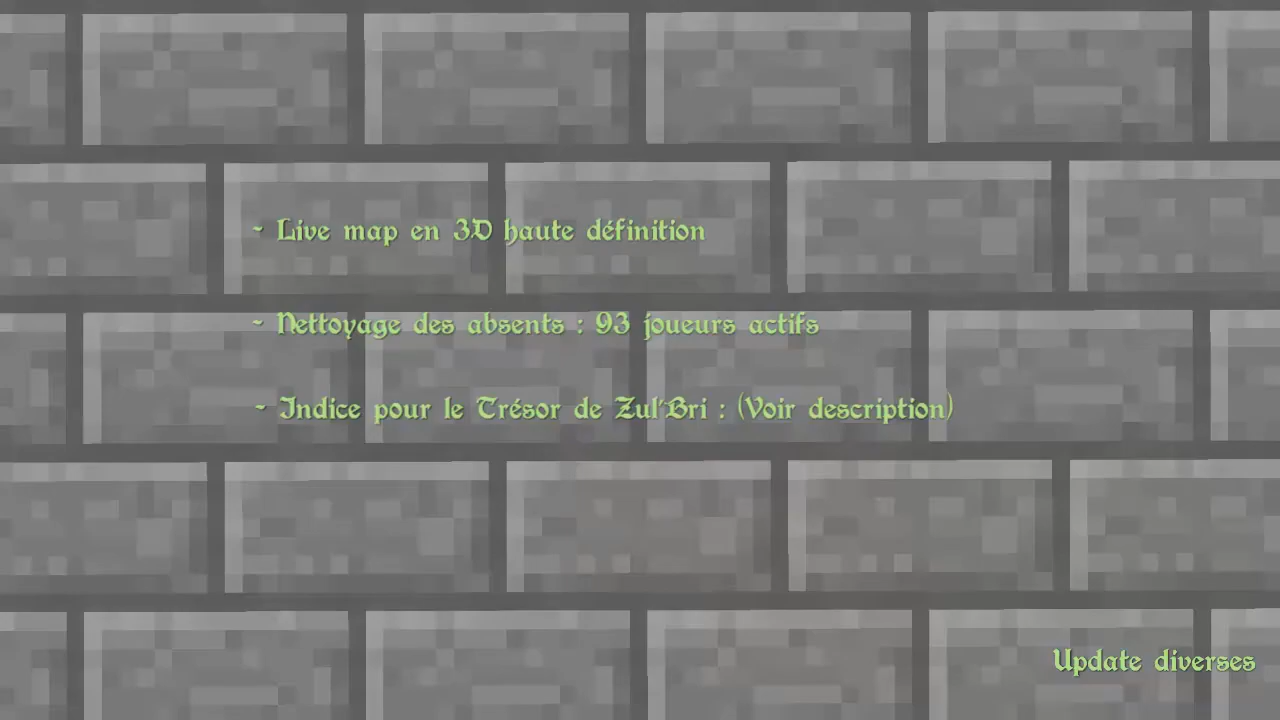 - Live map en 3D haute définition
- Nettoyage des absents : 93 joueurs actifs
- Indice pour le Trésor de Zul'Bri : (Voir description)
Update diverses